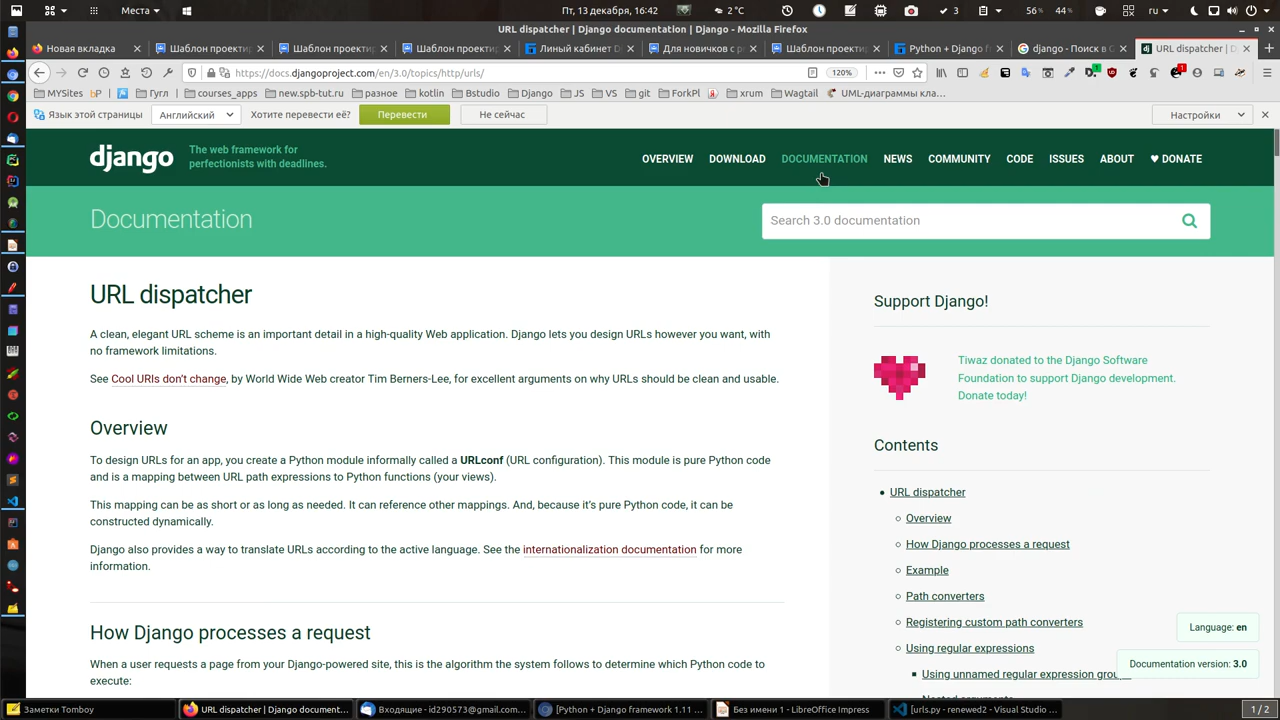 Места
Пт, 13 декабря, 16:42
2 °C
3
56%
44%
ru
URL dispatcher | Django documentation | Django - Mozilla Firefox
Новая вкладка
Шаблон проекти
Шаблон проекти
Шаблон проекти
Линый кабинет D
Для новичков с р
Шаблон проекти
Python + Django f
django - Поиск в G
URL dispatcher | D
https://docs.djangoproject.com/en/3.0/topics/http/urls/
120%
MYSites
bP
Гугл
courses_apps
new.spb-tut.ru
разное
kotlin
Bstudio
Django
JS
VS
git
ForkPl
xrum
Wagtail
UML-диаграммы кла…
Язык этой страницы
Английский
Хотите перевести её?
Перевести
Не сейчас
Настройки
django
The web framework for
perfectionists with deadlines.
OVERVIEW
DOWNLOAD
DOCUMENTATION
NEWS
COMMUNITY
CODE
ISSUES
ABOUT
♥ DONATE
Documentation
Search 3.0 documentation
URL dispatcher
A clean, elegant URL scheme is an important detail in a high-quality Web application. Django lets you design URLs however you want, with
no framework limitations.
See Cool URIs don't change, by World Wide Web creator Tim Berners-Lee, for excellent arguments on why URLs should be clean and usable.
Overview
To design URLs for an app, you create a Python module informally called a URLconf (URL configuration). This module is pure Python code
and is a mapping between URL path expressions to Python functions (your views).
This mapping can be as short or as long as needed. It can reference other mappings. And, because it's pure Python code, it can be
constructed dynamically.
Django also provides a way to translate URLs according to the active language. See the internationalization documentation for more
information.
How Django processes a request
When a user requests a page from your Django-powered site, this is the algorithm the system follows to determine which Python code to
execute:
Support Django!
Tiwaz donated to the Django Software
Foundation to support Django development.
Donate today!
Contents
URL dispatcher
Overview
How Django processes a request
Example
Path converters
Registering custom path converters
Using regular expressions
Using unnamed regular expression grou
Language: en
Documentation version: 3.0
Заметки Tomboy
URL dispatcher | Django document...
Входящие - id290573@gmail.com...
[Python + Django framework 1.11 ...
Без имени 1 - LibreOffice Impress
[urls.py - renewed2 - Visual Studio ...
1 / 2